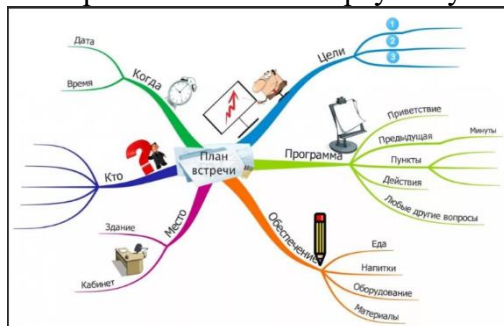 Дата
Время
Когда
Цели
1
2
3
План
встречи
Программа
Приветствие
Предыдущая
Минуты
Пункты
Действия
Любые другие вопросы
Кто
Место
Здание
Кабинет
Обеспечение
Еда
Напитки
Оборудование
Материалы